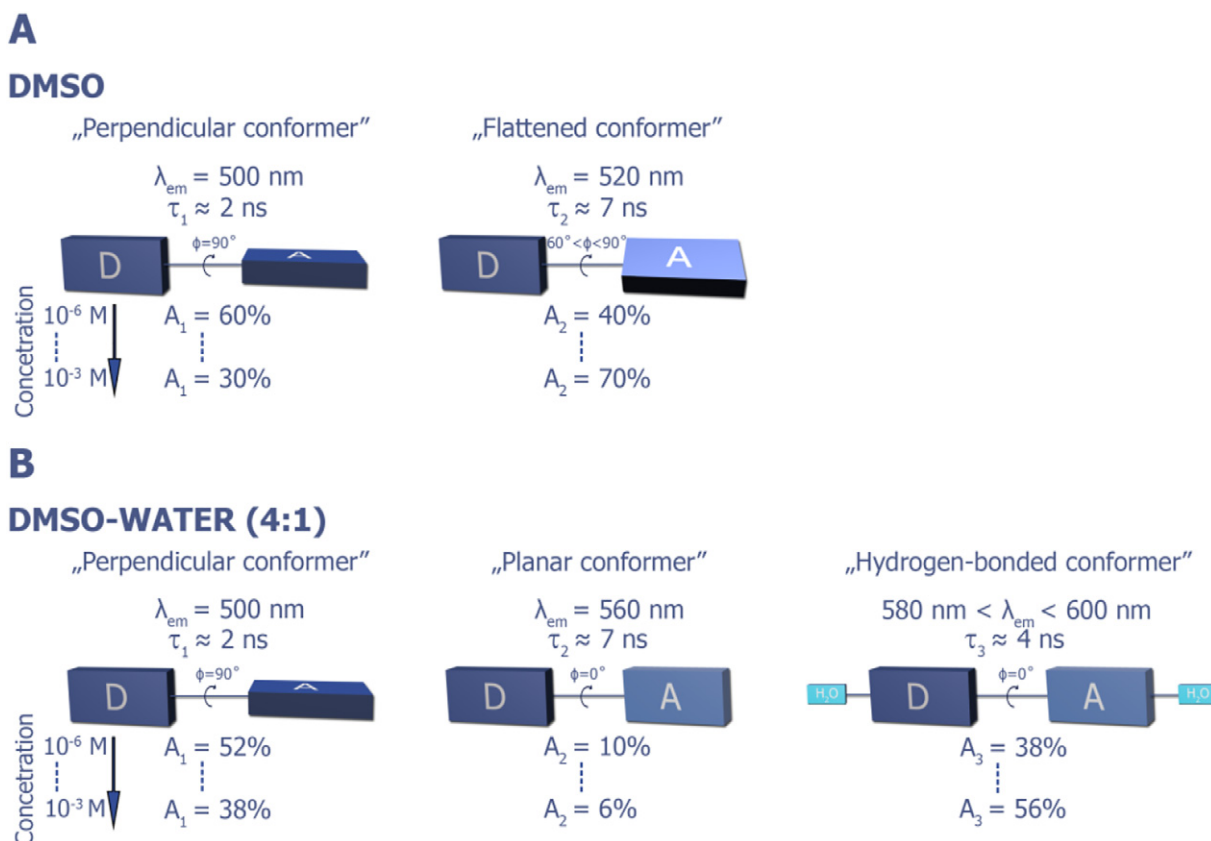 A
DMSO
„Perpendicular conformer” „Flattened conformer”
λem = 500 nm λem = 520 nm
τ1 ≈ 2 ns τ2 ≈ 7 ns
ϕ=90° 60°<ϕ<90°
D A D A
Concetration
10-6 M A1 = 60% A2 = 40%
10-3 M A1 = 30% A2 = 70%
B
DMSO-WATER (4:1)
„Perpendicular conformer” „Planar conformer” „Hydrogen-bonded conformer”
λem = 500 nm λem = 560 nm 580 nm < λem < 600 nm
τ1 ≈ 2 ns τ2 ≈ 7 ns τ3 ≈ 4 ns
ϕ=90° ϕ=0° ϕ=0°
D A D A H2O D A H2O
Concetration
10-6 M A1 = 52% A2 = 10% A3 = 38%
10-3 M A1 = 38% A2 = 6% A3 = 56%